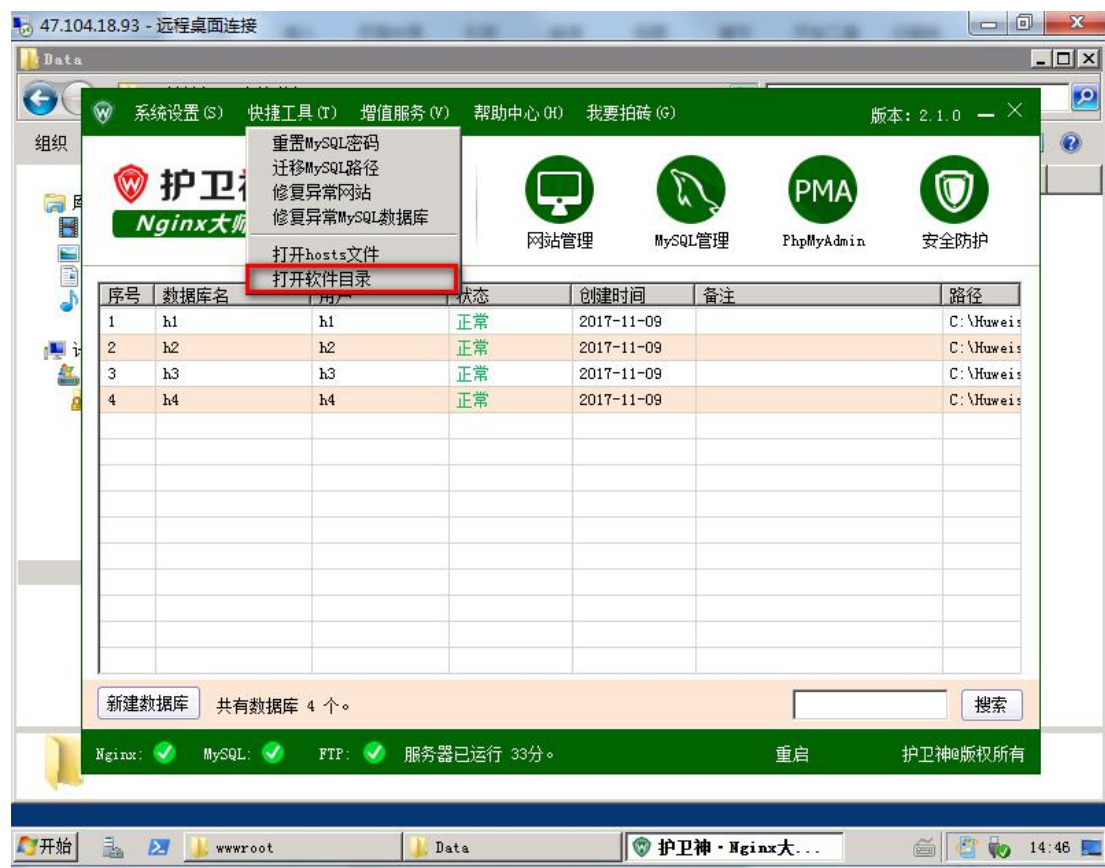 47.104.18.93 - 远程桌面连接
Data
系统设置(S) 快捷工具(T) 增值服务(V) 帮助中心(H) 我要拍砖(G) 版本: 2.1.0
组织
重置MySQL密码
迁移MySQL路径
修复异常网站
修复异常MySQL数据库
打开hosts文件
打开软件目录
护卫
Nginx大师
网站管理 MySQL管理 PMA PhpMyAdmin 安全防护
序号 数据库名 用户 状态 创建时间 备注 路径
1 h1 h1 正常 2017-11-09 C:\Huweis
2 h2 h2 正常 2017-11-09 C:\Huweis
3 h3 h3 正常 2017-11-09 C:\Huweis
4 h4 h4 正常 2017-11-09 C:\Huweis
新建数据库 共有数据库 4 个。 搜索
Nginx: MySQL: FTP: 服务器已运行 33分。 重启 护卫神@版权所有
开始 wwwroot Data 护卫神·Nginx大... 14:46